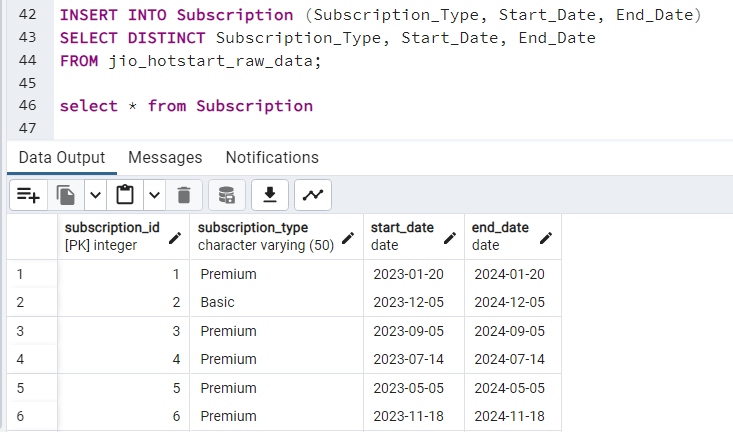 42 INSERT INTO Subscription (Subscription_Type, Start_Date, End_Date)
43 SELECT DISTINCT Subscription_Type, Start_Date, End_Date
44 FROM jio_hotstart_raw_data;
45
46 select * from Subscription
47
Data Output Messages Notifications
subscription_id subscription_type start_date end_date
[PK] integer character varying (50) date date
1 1 Premium 2023-01-20 2024-01-20
2 2 Basic 2023-12-05 2024-12-05
3 3 Premium 2023-09-05 2024-09-05
4 4 Premium 2023-07-14 2024-07-14
5 5 Premium 2023-05-05 2024-05-05
6 6 Premium 2023-11-18 2024-11-18